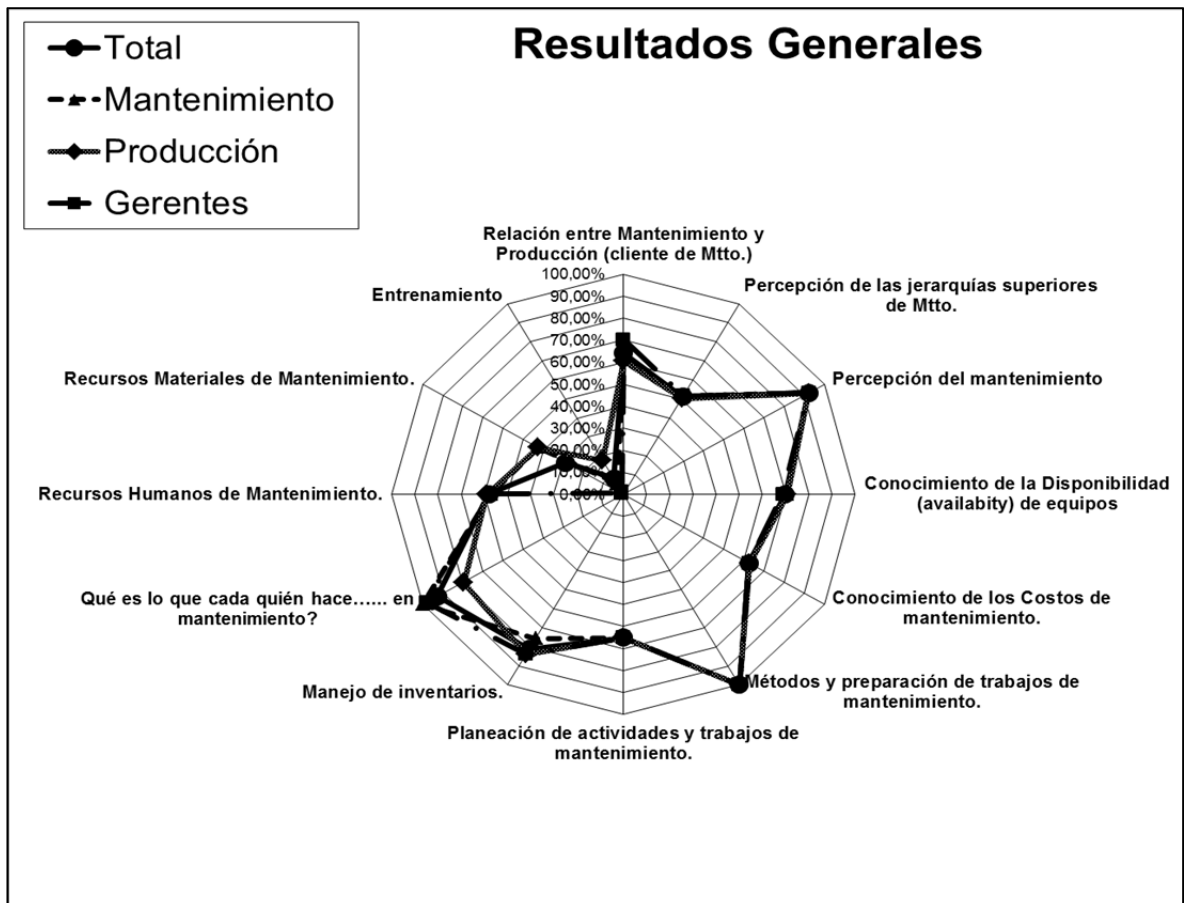 Resultados Generales
Total
Mantenimiento
Producción
Gerentes
Relación entre Mantenimiento y
Producción (cliente de Mtto.)
Percepción de las jerarquías superiores
de Mtto.
Percepción del mantenimiento
Conocimiento de la Disponibilidad
(availabity) de equipos
Conocimiento de los Costos de
mantenimiento.
Métodos y preparación de trabajos de
mantenimiento.
Planeación de actividades y trabajos de
mantenimiento.
Manejo de inventarios.
Qué es lo que cada quién hace…... en
mantenimiento?
Recursos Humanos de Mantenimiento.
Recursos Materiales de Mantenimiento.
Entrenamiento
100,00%
90,00%
80,00%
70,00%
60,00%
50,00%
40,00%
30,00%
20,00%
10,00%
0,00%